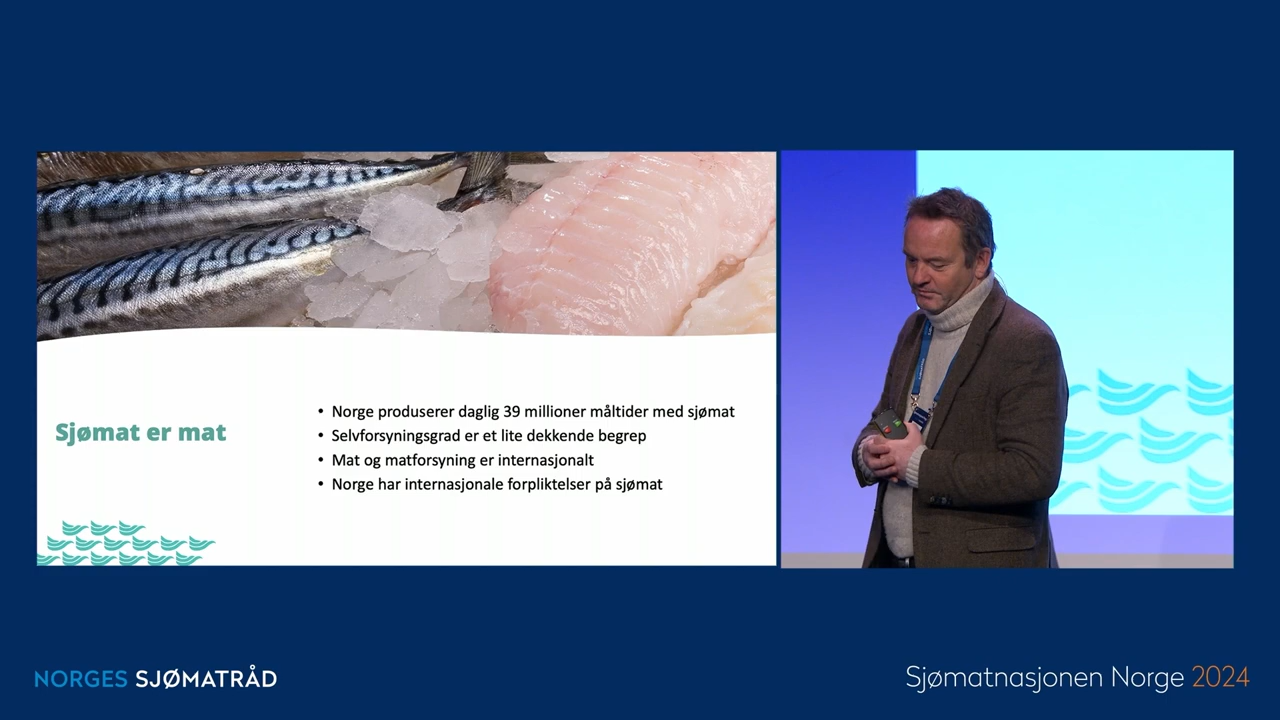 Sjømat er mat
• Norge produserer daglig 39 millioner måltider med sjømat
• Selvforsyningsgrad er et lite dekkende begrep
• Mat og matforsyning er internasjonalt
• Norge har internasjonale forpliktelser på sjømat
NORGES SJØMATRÅD
Sjømatnasjonen Norge 2024